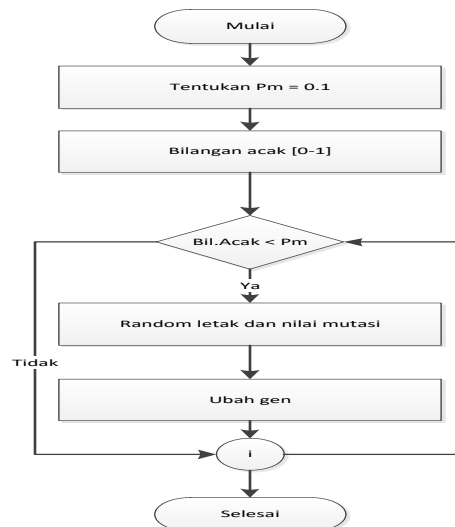 Mulai
Tentukan Pm = 0.1
Bilangan acak [0-1]
Bil.Acak < Pm
Ya
Random letak dan nilai mutasi
Tidak
Ubah gen
i
Selesai